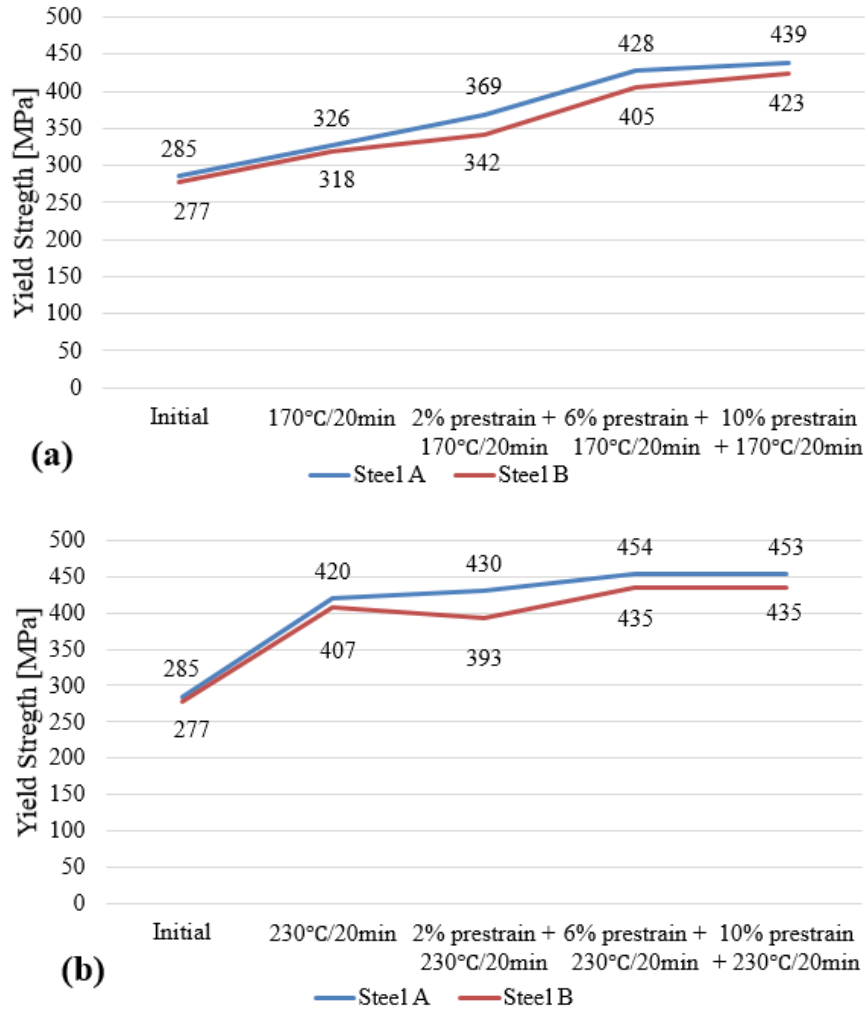 Yield Stregth [MPa]
500
450
400
350
300
250
200
150
100
50
0
285
326
369
428
439
277
318
342
405
423
Initial
170°C/20min
2% prestrain +
170°C/20min
6% prestrain +
170°C/20min
10% prestrain
+ 170°C/20min
(a)
Steel A
Steel B
Yield Stregth [MPa]
500
450
400
350
300
250
200
150
100
50
0
285
420
430
454
453
277
407
393
435
435
Initial
230°C/20min
2% prestrain +
230°C/20min
6% prestrain +
230°C/20min
10% prestrain
+ 230°C/20min
(b)
Steel A
Steel B